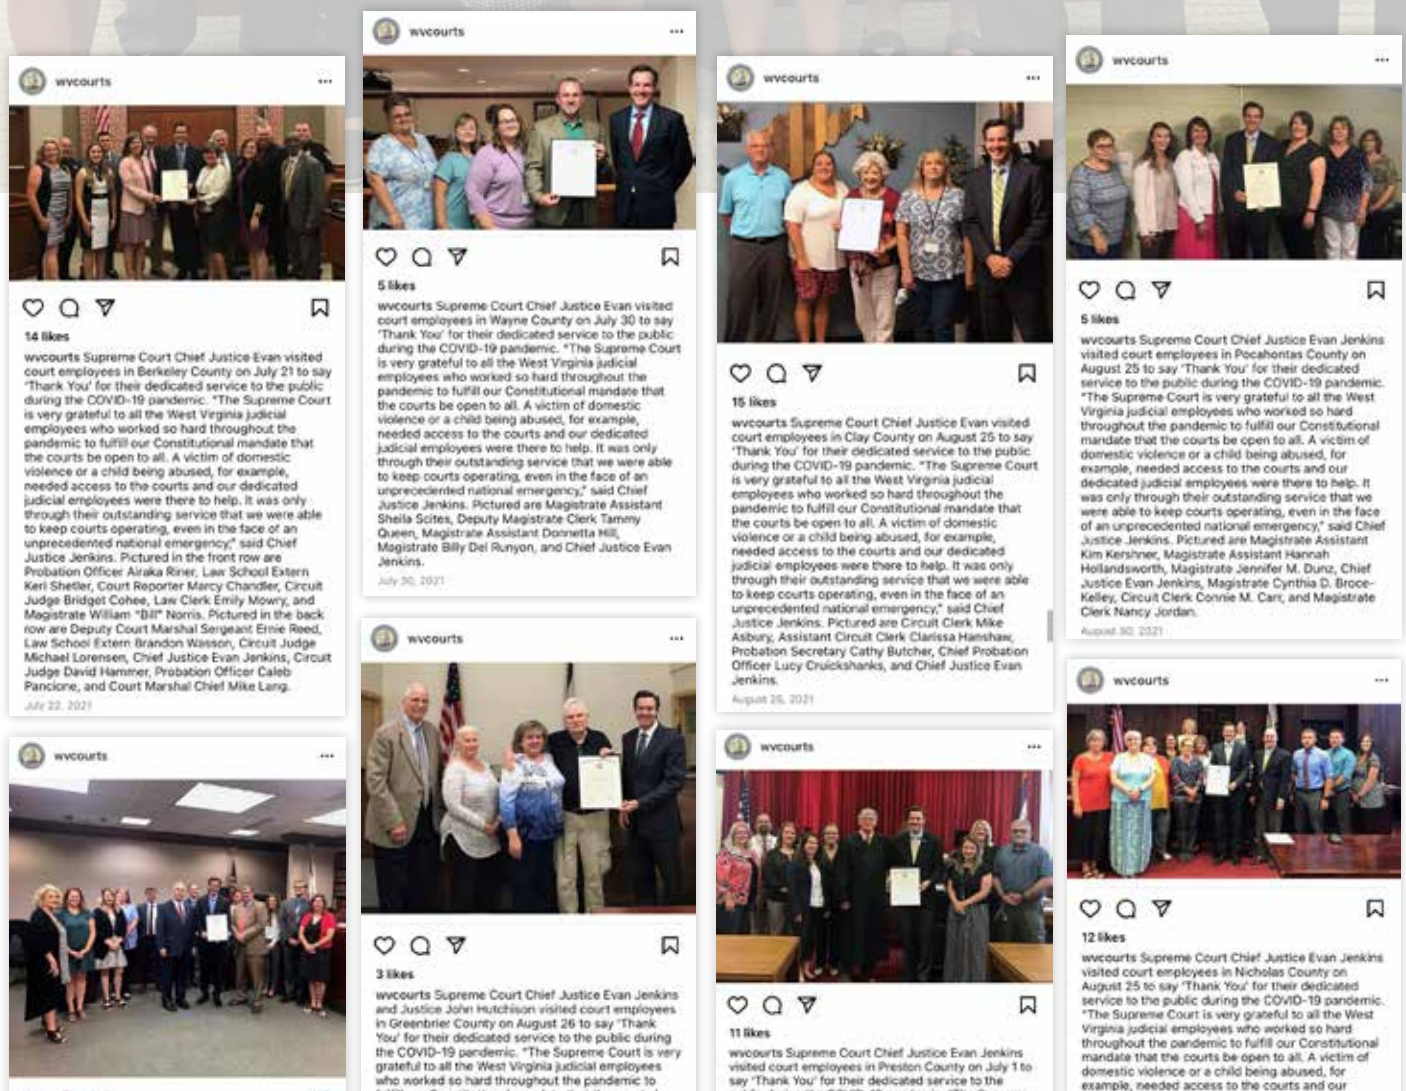 wvcourts
14 likes
wvcourts Supreme Court Chief Justice Evan visited
court employees in Berkeley County on July 21 to say
'Thank You' for their dedicated service to the public
during the COVID-19 pandemic. "The Supreme Court
is very grateful to all the West Virginia judicial
employees who worked so hard throughout the
pandemic to fulfill our Constitutional mandate that
the courts be open to all. A victim of domestic
violence or a child being abused, for example,
needed access to the courts and our dedicated
judicial employees were there to help. It was only
through their outstanding service that we were able
to keep courts operating, even in the face of an
unprecedented national emergency," said Chief
Justice Jenkins. Pictured in the front row are
Probation Officer Airaka Riner, Law School Extern
Keri Shetler, Court Reporter Marcy Chandler, Circuit
Judge Bridget Cohee, Law Clerk Emily Mowry, and
Magistrate William "Bill" Norris. Pictured in the back
row are Deputy Court Marshal Sergeant Ernie Reed,
Law School Extern Brandon Wasson, Circuit Judge
Michael Lorensen, Chief Justice Evan Jenkins, Circuit
Judge David Hammer, Probation Officer Caleb
Pancione, and Court Marshal Chief Mike Lang.
July 22, 2021
wvcourts
wvcourts
5 likes
wvcourts Supreme Court Chief Justice Evan visited
court employees in Wayne County on July 30 to say
'Thank You' for their dedicated service to the public
during the COVID-19 pandemic. "The Supreme Court
is very grateful to all the West Virginia judicial
employees who worked so hard throughout the
pandemic to fulfill our Constitutional mandate that
the courts be open to all. A victim of domestic
violence or a child being abused, for example,
needed access to the courts and our dedicated
judicial employees were there to help. It was only
through their outstanding service that we were able
to keep courts operating, even in the face of an
unprecedented national emergency," said Chief
Justice Jenkins. Pictured are Magistrate Assistant
Sheila Scites, Deputy Magistrate Clerk Tammy
Queen, Magistrate Assistant Donnetta Hill,
Magistrate Billy Del Runyon, and Chief Justice Evan
Jenkins.
July 30, 2021
wvcourts
3 likes
wvcourts Supreme Court Chief Justice Evan Jenkins
and Justice John Hutchison visited court employees
in Greenbrier County on August 26 to say 'Thank
You' for their dedicated service to the public during
the COVID-19 pandemic. "The Supreme Court is very
grateful to all the West Virginia judicial employees
who worked so hard throughout the pandemic to
wvcourts
15 likes
wvcourts Supreme Court Chief Justice Evan visited
court employees in Clay County on August 25 to say
'Thank You' for their dedicated service to the public
during the COVID-19 pandemic. "The Supreme Court
is very grateful to all the West Virginia judicial
employees who worked so hard throughout the
pandemic to fulfill our Constitutional mandate that
the courts be open to all. A victim of domestic
violence or a child being abused, for example,
needed access to the courts and our dedicated
judicial employees were there to help. It was only
through their outstanding service that we were able
to keep courts operating, even in the face of an
unprecedented national emergency," said Chief
Justice Jenkins. Pictured are Circuit Clerk Mike
Asbury, Assistant Circuit Clerk Clarissa Hanshaw,
Probation Secretary Cathy Butcher, Chief Probation
Officer Lucy Cruickshanks, and Chief Justice Evan
Jenkins.
August 25, 2021
wvcourts
11 likes
wvcourts Supreme Court Chief Justice Evan Jenkins
visited court employees in Preston County on July 1 to
say 'Thank You' for their dedicated service to the
wvcourts
5 likes
wvcourts Supreme Court Chief Justice Evan Jenkins
visited court employees in Pocahontas County on
August 25 to say 'Thank You' for their dedicated
service to the public during the COVID-19 pandemic.
"The Supreme Court is very grateful to all the West
Virginia judicial employees who worked so hard
throughout the pandemic to fulfill our Constitutional
mandate that the courts be open to all. A victim of
domestic violence or a child being abused, for
example, needed access to the courts and our
dedicated judicial employees were there to help. It
was only through their outstanding service that we
were able to keep courts operating, even in the face
of an unprecedented national emergency," said Chief
Justice Jenkins. Pictured are Magistrate Assistant
Kim Kershner, Magistrate Assistant Hannah
Hollandsworth, Magistrate Jennifer M. Dunz, Chief
Justice Evan Jenkins, Magistrate Cynthia D. Broce-
Kelley, Circuit Clerk Connie M. Carr, and Magistrate
Clerk Nancy Jordan.
August 30, 2021
wvcourts
12 likes
wvcourts Supreme Court Chief Justice Evan Jenkins
visited court employees in Nicholas County on
August 25 to say 'Thank You' for their dedicated
service to the public during the COVID-19 pandemic.
"The Supreme Court is very grateful to all the West
Virginia judicial employees who worked so hard
throughout the pandemic to fulfill our Constitutional
mandate that the courts be open to all. A victim of
domestic violence or a child being abused, for
example, needed access to the courts and our